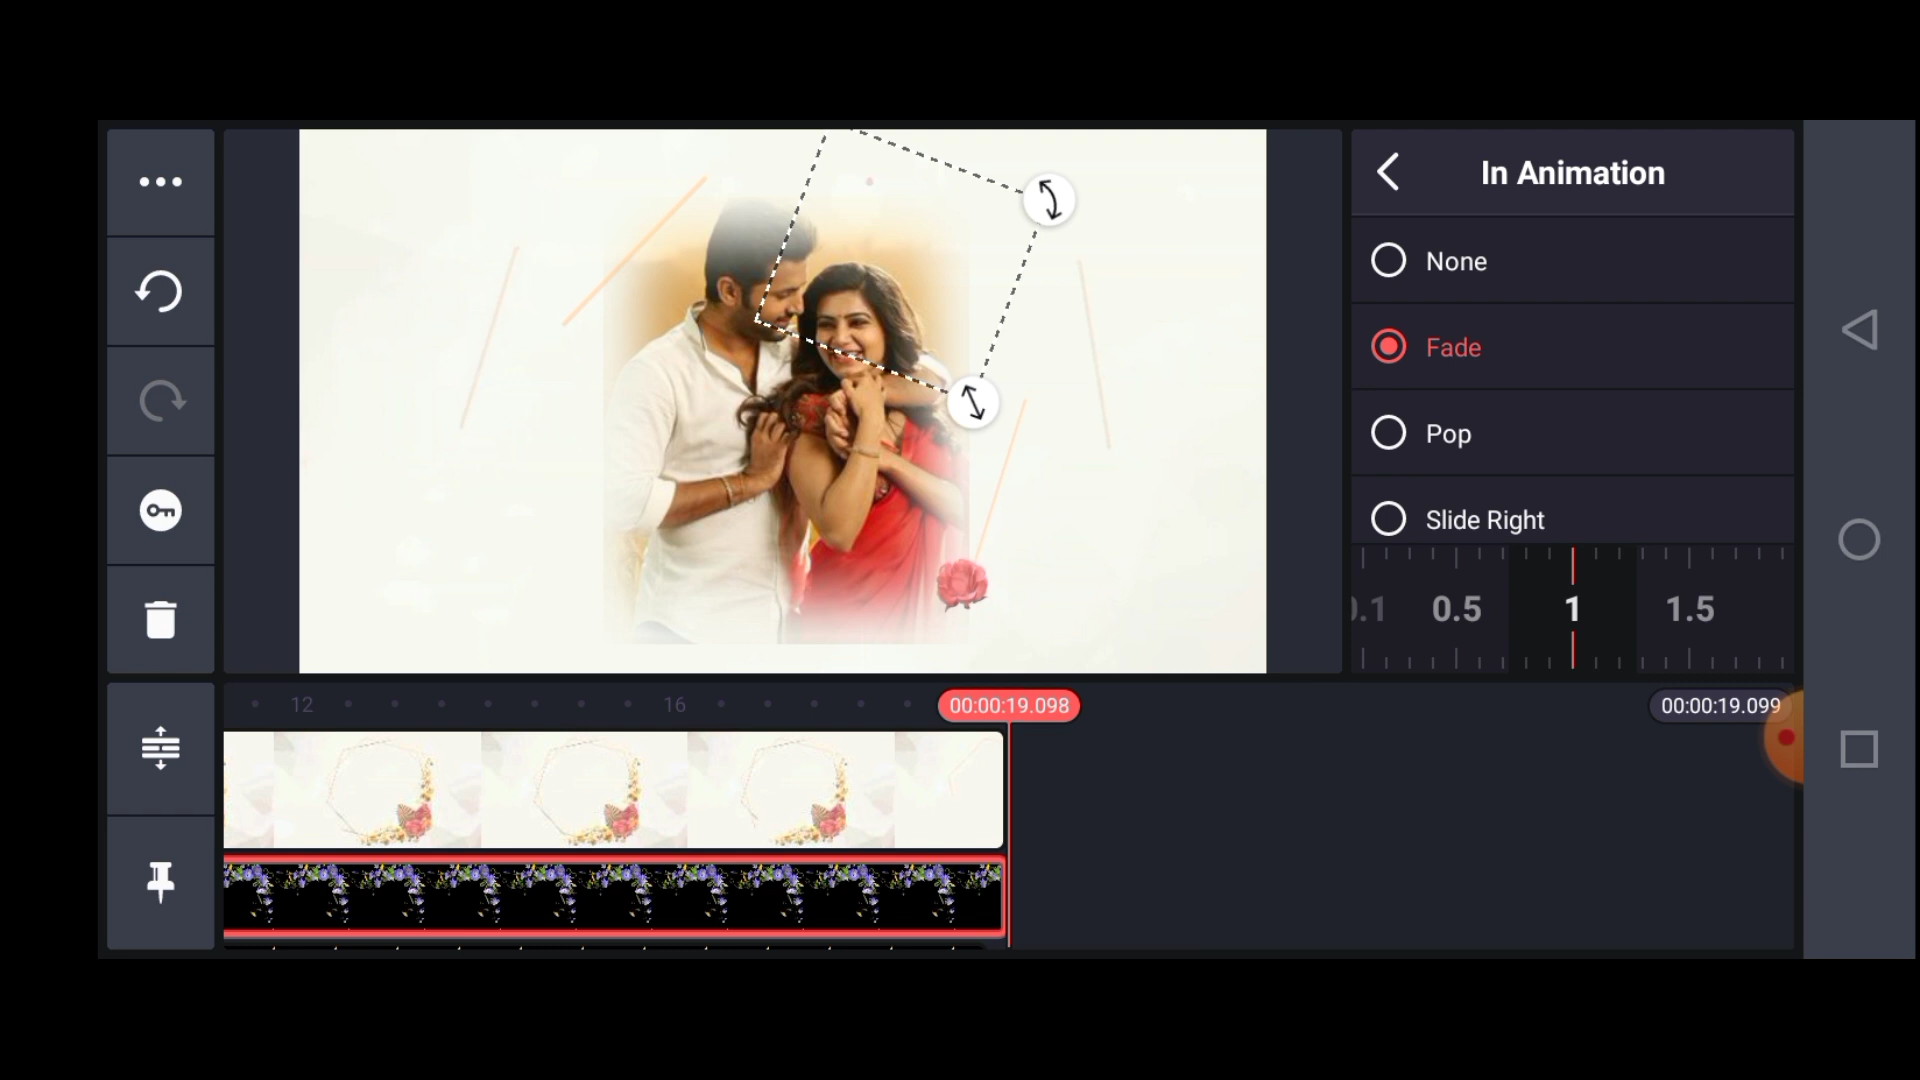 In Animation
None
Fade
Pop
Slide Right
0.1 0.5 1 1.5
12 16 00:00:19.098 00:00:19.099